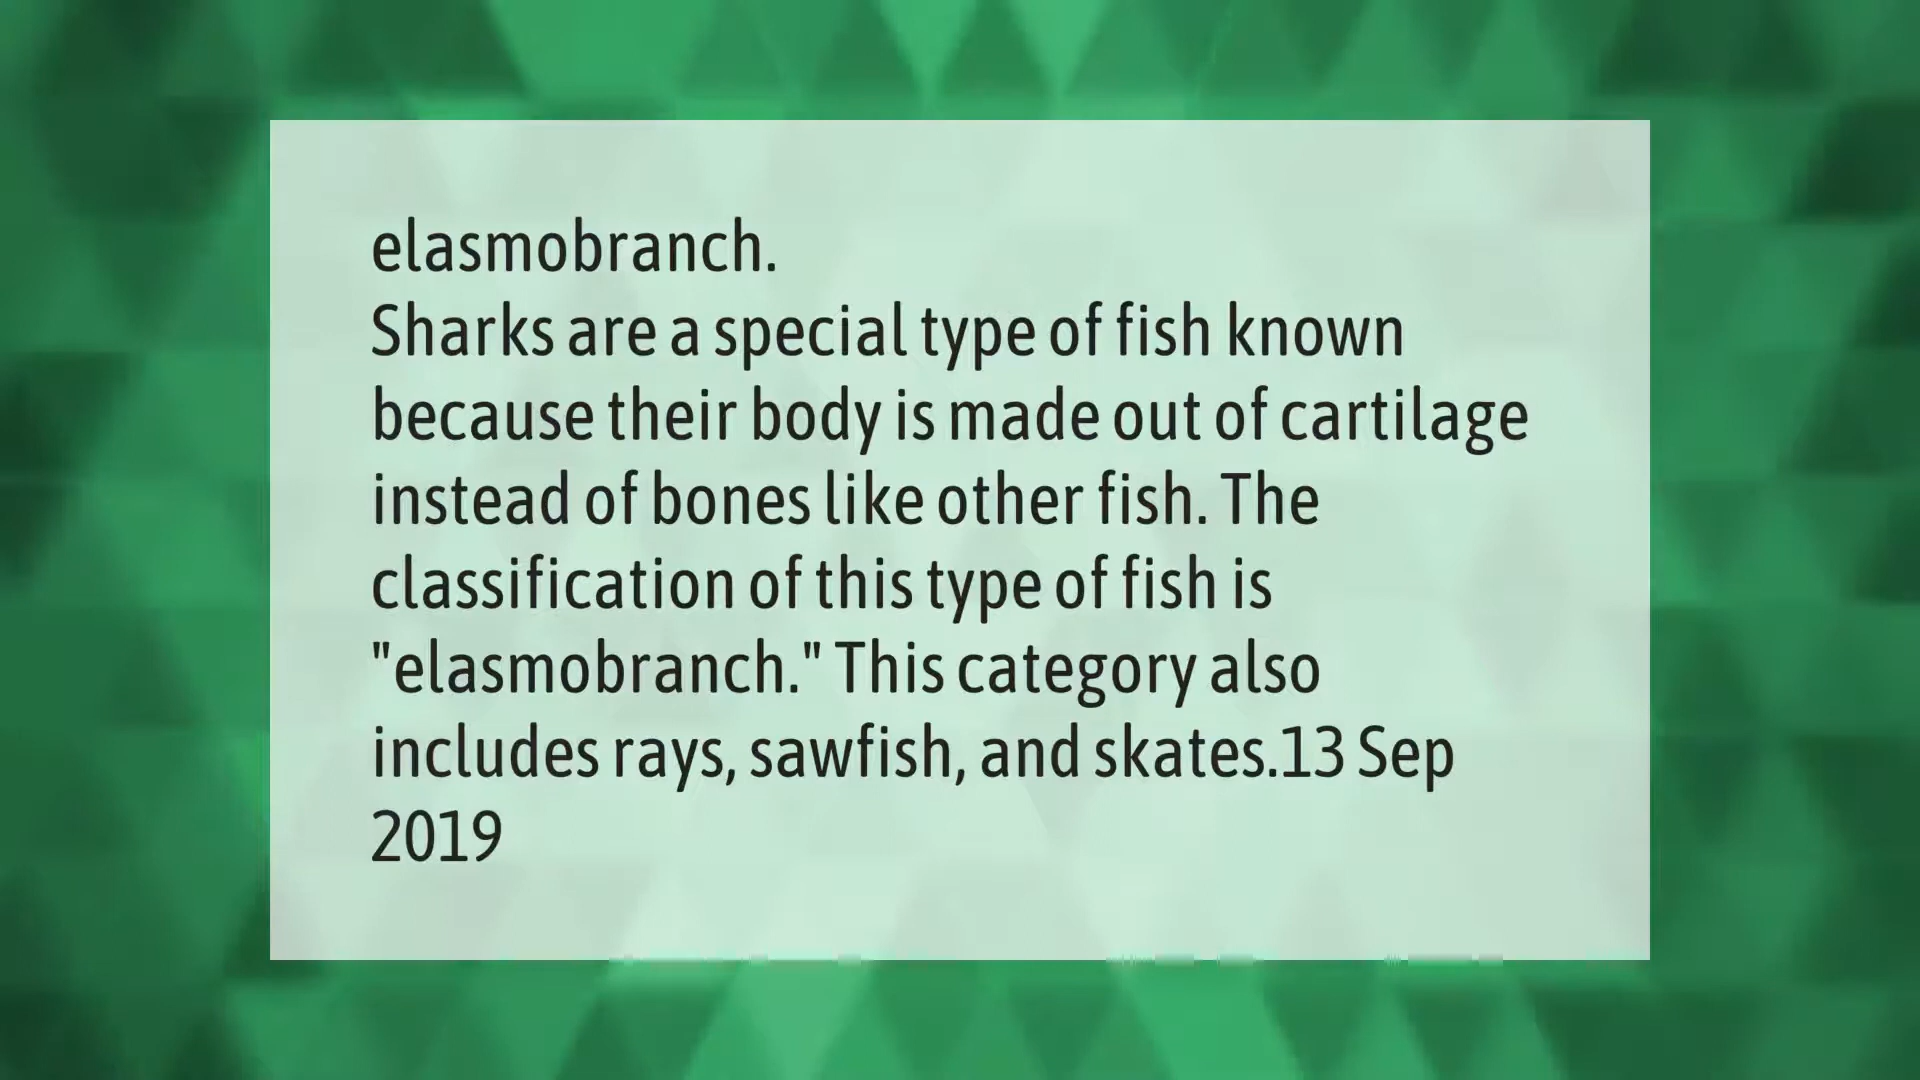 elasmobranch.
Sharks are a special type of fish known
because their body is made out of cartilage
instead of bones like other fish. The
classification of this type of fish is
"elasmobranch." This category also
includes rays, sawfish, and skates.13 Sep
2019